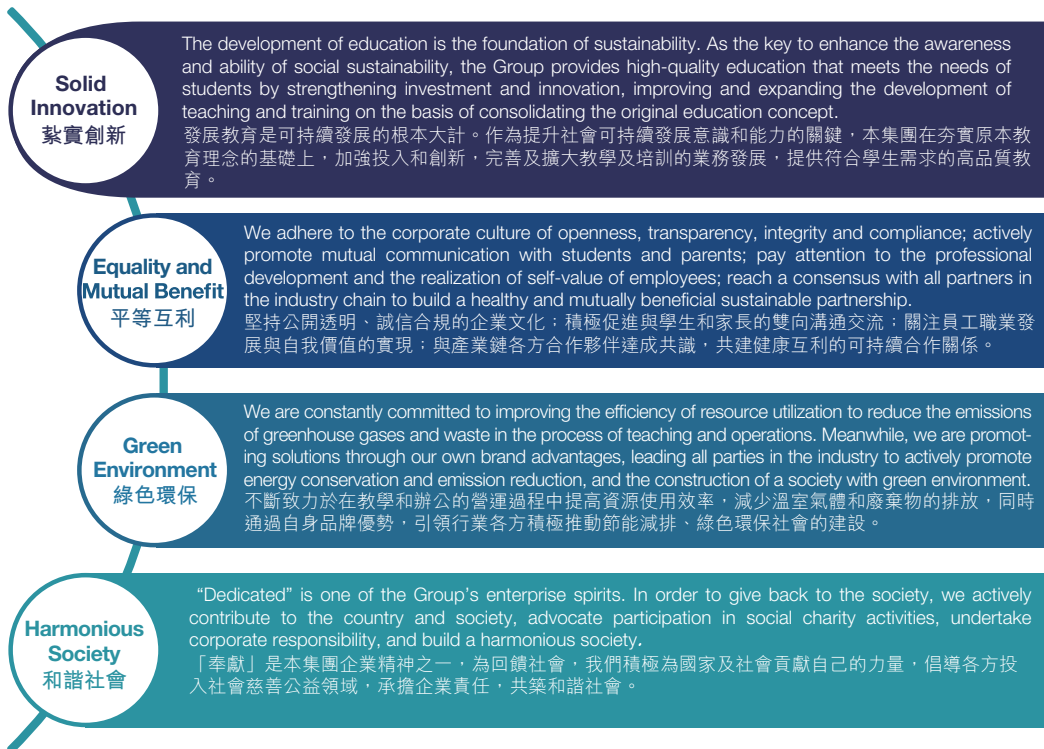 Solid
Innovation
紮實創新
The development of education is the foundation of sustainability. As the key to enhance the awareness
and ability of social sustainability, the Group provides high-quality education that meets the needs of
students by strengthening investment and innovation, improving and expanding the development of
teaching and training on the basis of consolidating the original education concept.
發展教育是可持續發展的根本大計。作為提升社會可持續發展意識和能力的關鍵，本集團在夯實原本教
育理念的基礎上，加強投入和創新，完善及擴大教學及培訓的業務發展，提供符合學生需求的高品質教
育。
Equality and
Mutual Benefit
平等互利
We adhere to the corporate culture of openness, transparency, integrity and compliance; actively
promote mutual communication with students and parents; pay attention to the professional
development and the realization of self-value of employees; reach a consensus with all partners in
the industry chain to build a healthy and mutually beneficial sustainable partnership.
堅持公開透明、誠信合規的企業文化；積極促進與學生和家長的雙向溝通交流；關注員工職業發
展與自我價值的實現；與產業鏈各方合作夥伴達成共識，共建健康互利的可持續合作關係。
Green
Environment
綠色環保
We are constantly committed to improving the efficiency of resource utilization to reduce the emissions
of greenhouse gases and waste in the process of teaching and operations. Meanwhile, we are promot-
ing solutions through our own brand advantages, leading all parties in the industry to actively promote
energy conservation and emission reduction, and the construction of a society with green environment.
不斷致力於在教學和辦公的營運過程中提高資源使用效率，減少溫室氣體和廢棄物的排放，同時
通過自身品牌優勢，引領行業各方積極推動節能減排、綠色環保社會的建設。
Harmonious
Society
和諧社會
“Dedicated” is one of the Group’s enterprise spirits. In order to give back to the society, we actively
contribute to the country and society, advocate participation in social charity activities, undertake
corporate responsibility, and build a harmonious society.
「奉獻」是本集團企業精神之一，為回饋社會，我們積極為國家及社會貢獻自己的力量，倡導各方投
入社會慈善公益領域，承擔企業責任，共築和諧社會。